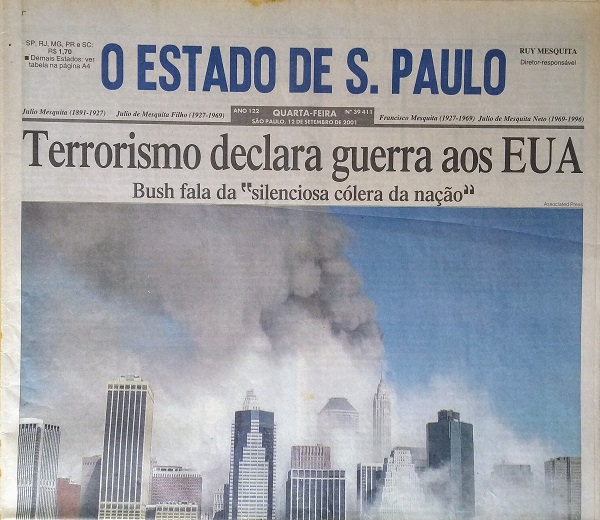 SP, RJ, MG, PR e SC:
R$ 1,70
■ Demais Estados: ver
tabela na página A4
O ESTADO DE S. PAULO
RUY MESQUITA
Diretor-responsável
Julio Mesquita (1891-1927)
Julio de Mesquita Filho (1927-1969)
ANO 122
QUARTA-FEIRA
Nº 39 411
SÃO PAULO, 12 DE SETEMBRO DE 2001
Francisco Mesquita (1927-1969)
Julio de Mesquita Neto (1969-1996)
Terrorismo declara guerra aos EUA
Bush fala da "silenciosa cólera da nação"
Associated Press